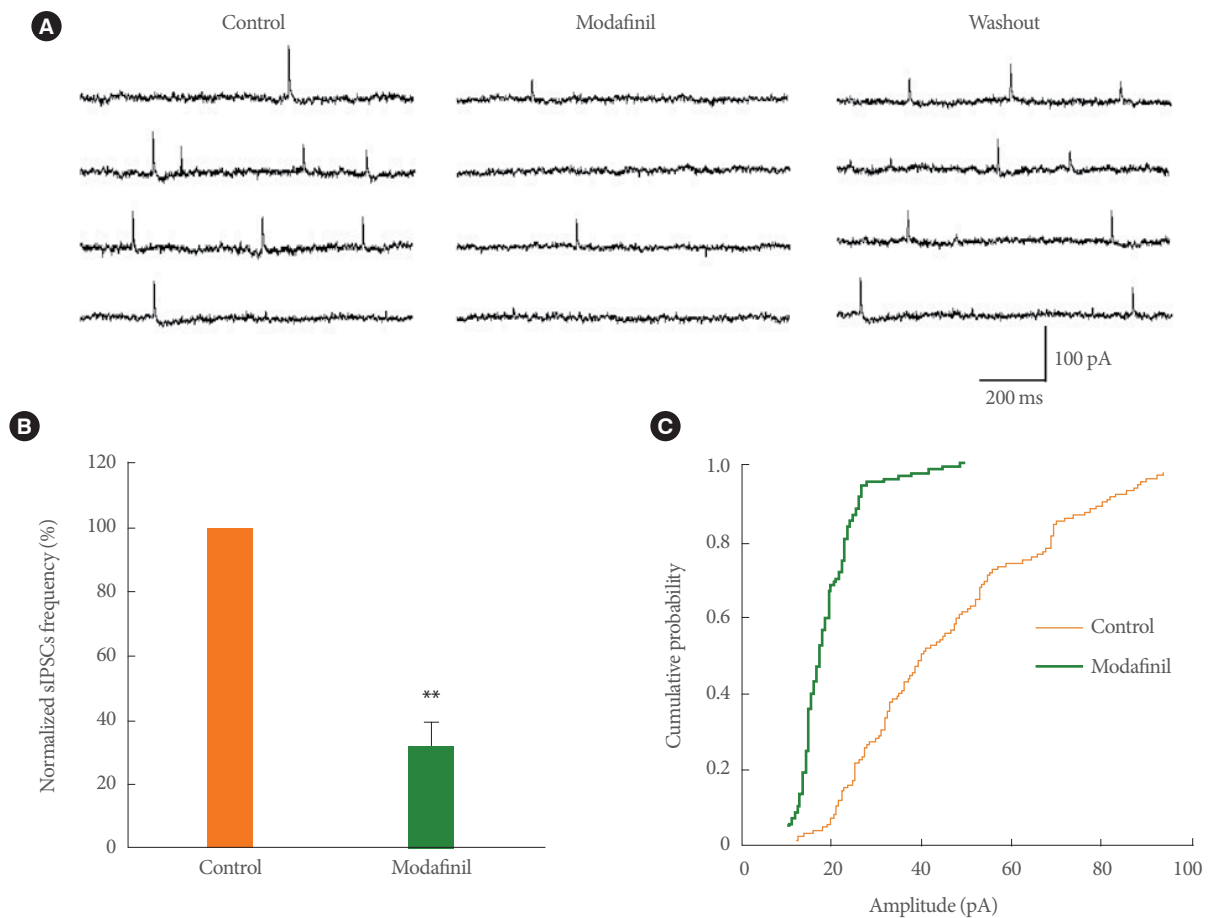 A
Control
Modafinil
Washout
100 pA
200 ms
B
Normalized sIPSCs frequency (%)
120
100
80
60
40
20
0
**
Control
Modafinil
C
Cumulative probability
1.0
0.8
0.6
0.4
0.2
0
Control
Modafinil
0
20
40
60
80
100
Amplitude (pA)